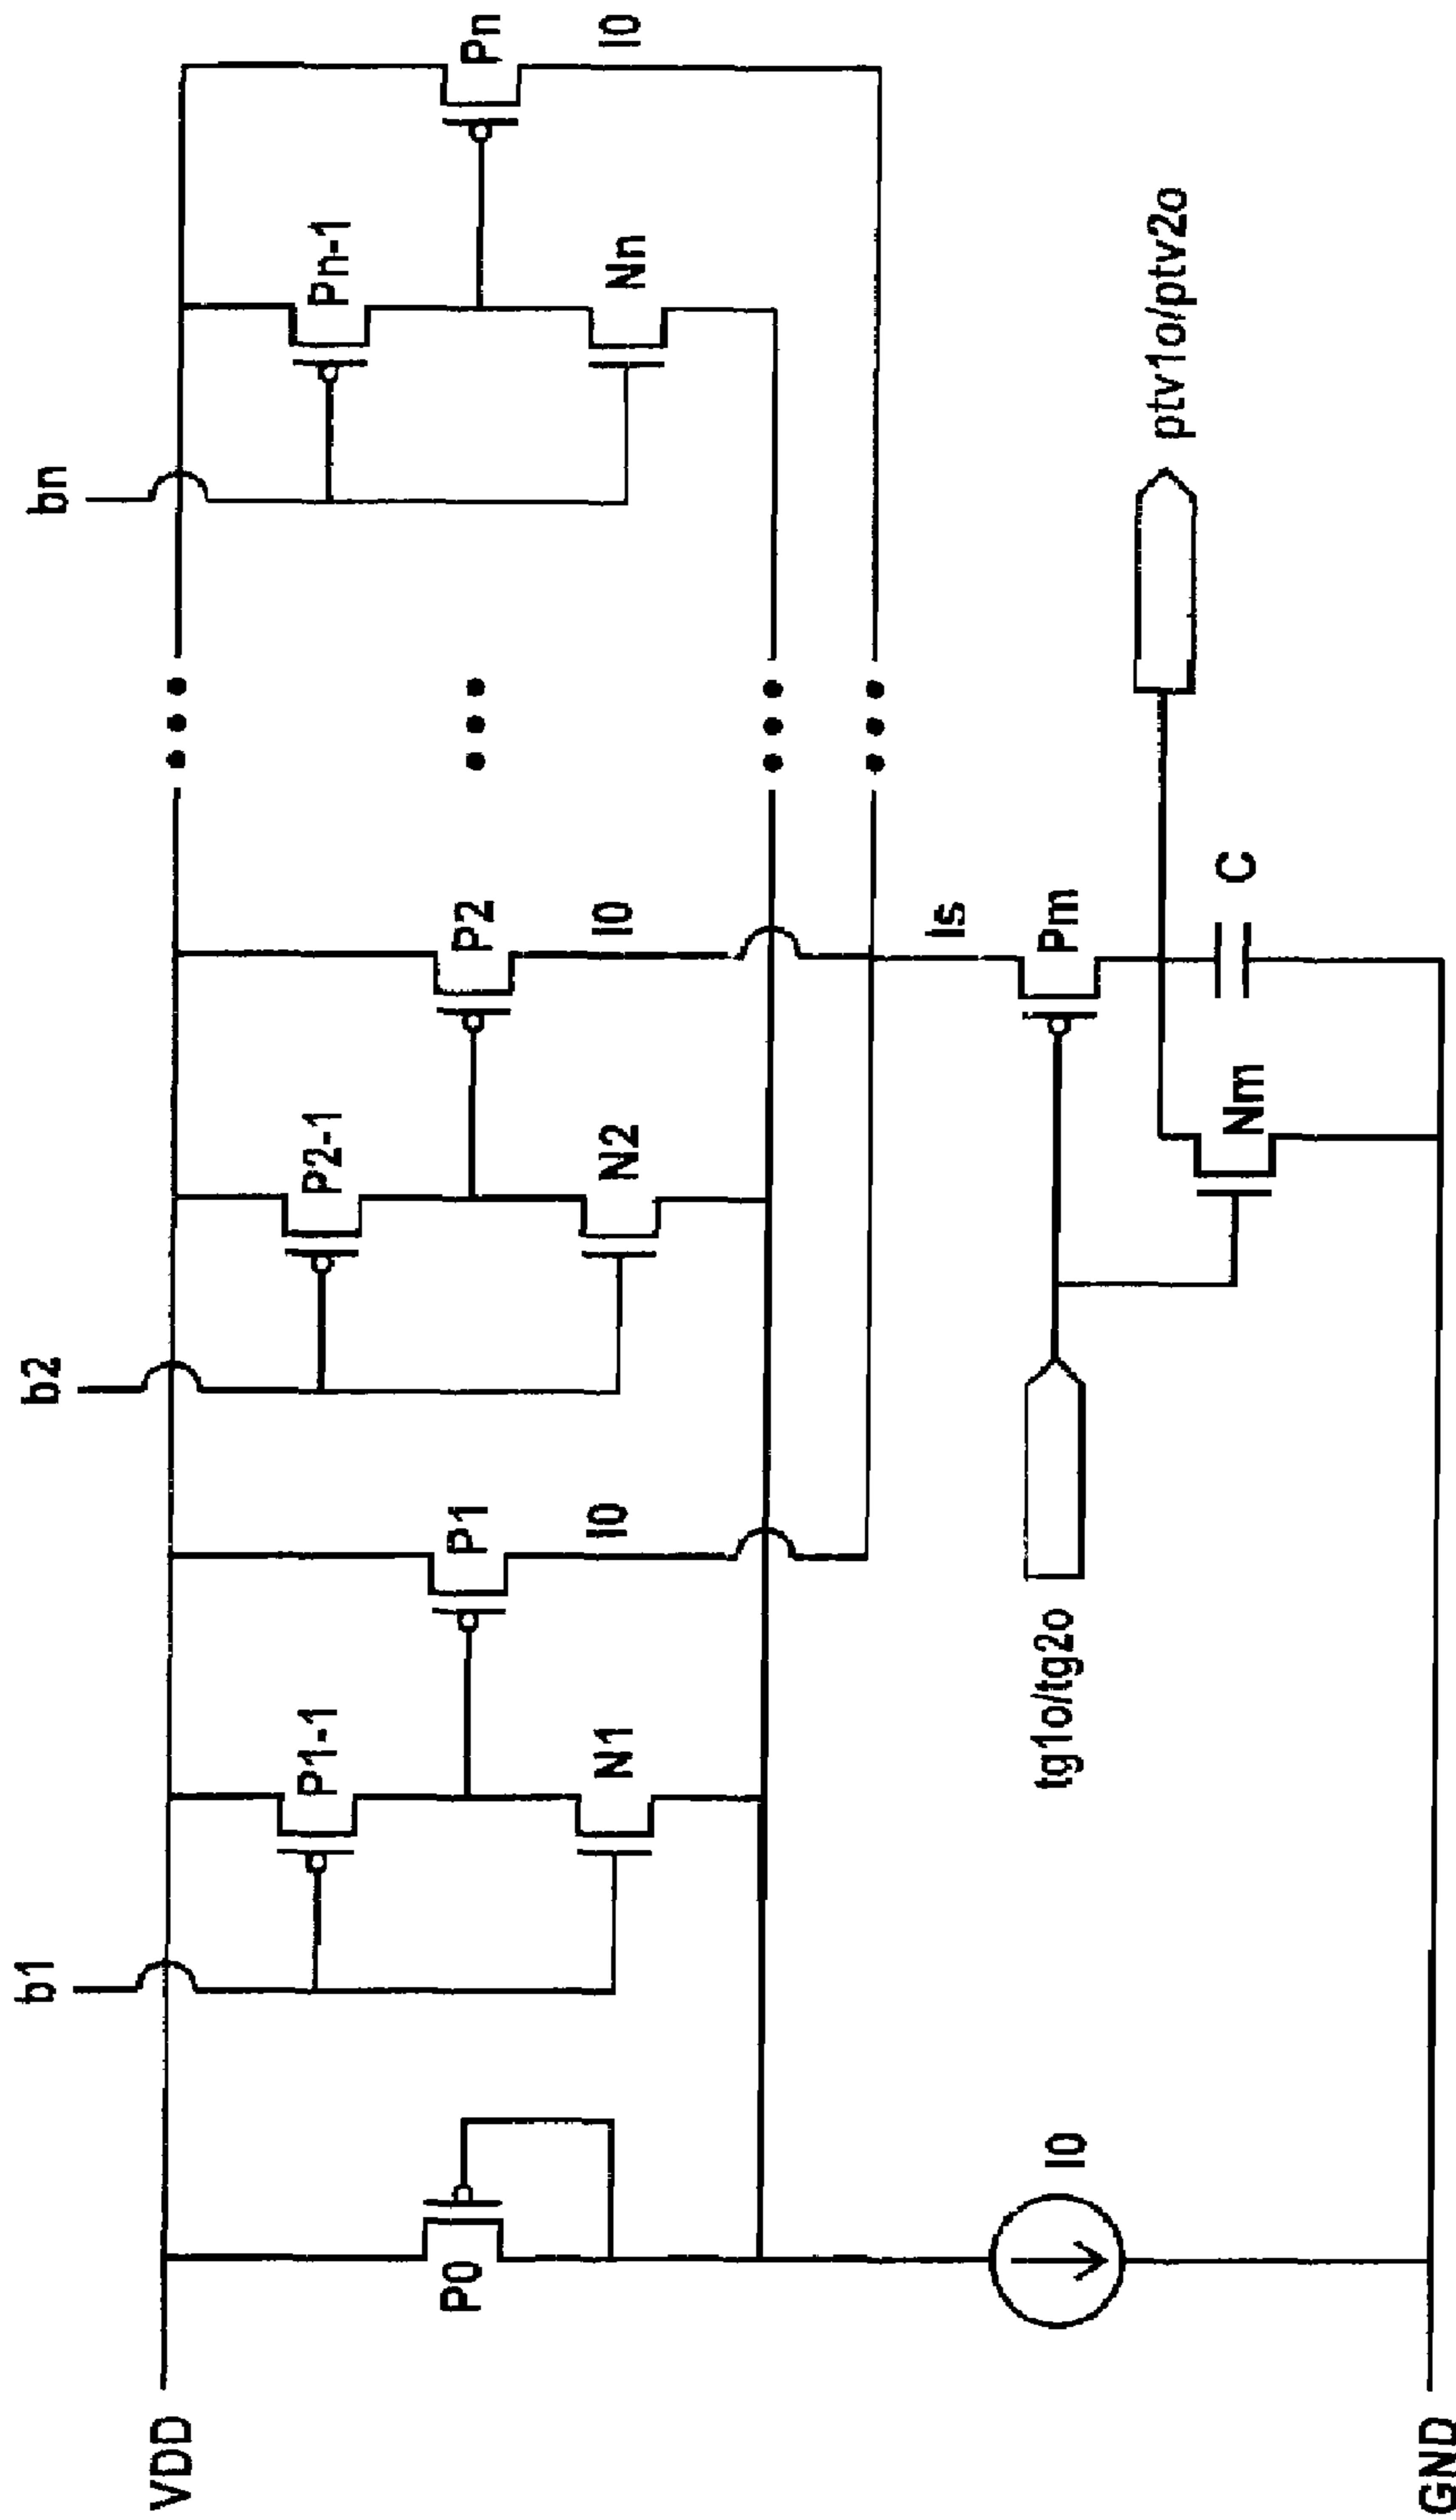 b1
b2
bn
VDD
P1-1
P2-1
Pn-1
P0
P1
P2
Pn
N1
I0
N2
I0
Nn
I0
Is
tg1o/tg2o
Pm
I0
ptv1o/ptv2o
Nm
C
GND